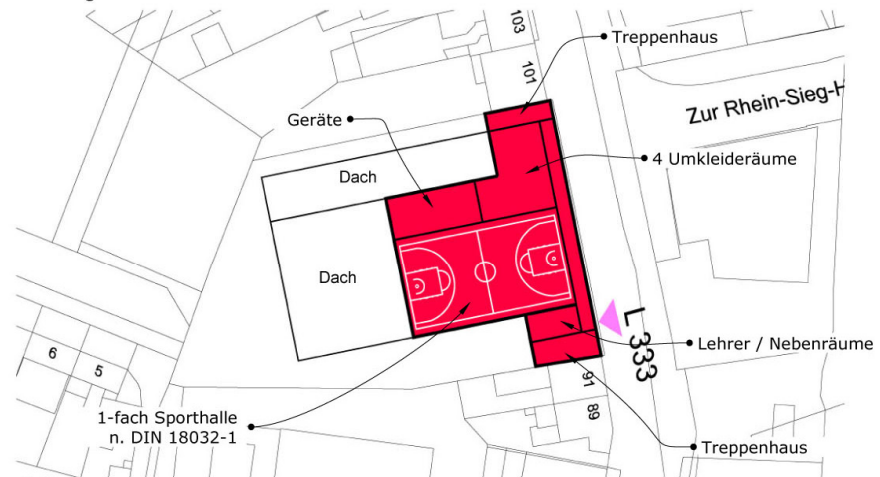 103
Treppenhaus
101
Zur Rhein-Sieg-H
Geräte
4 Umkleideräume
Dach
Dach
L 333
Lehrer / Nebenräume
6
5
91
89
1-fach Sporthalle
n. DIN 18032-1
Treppenhaus